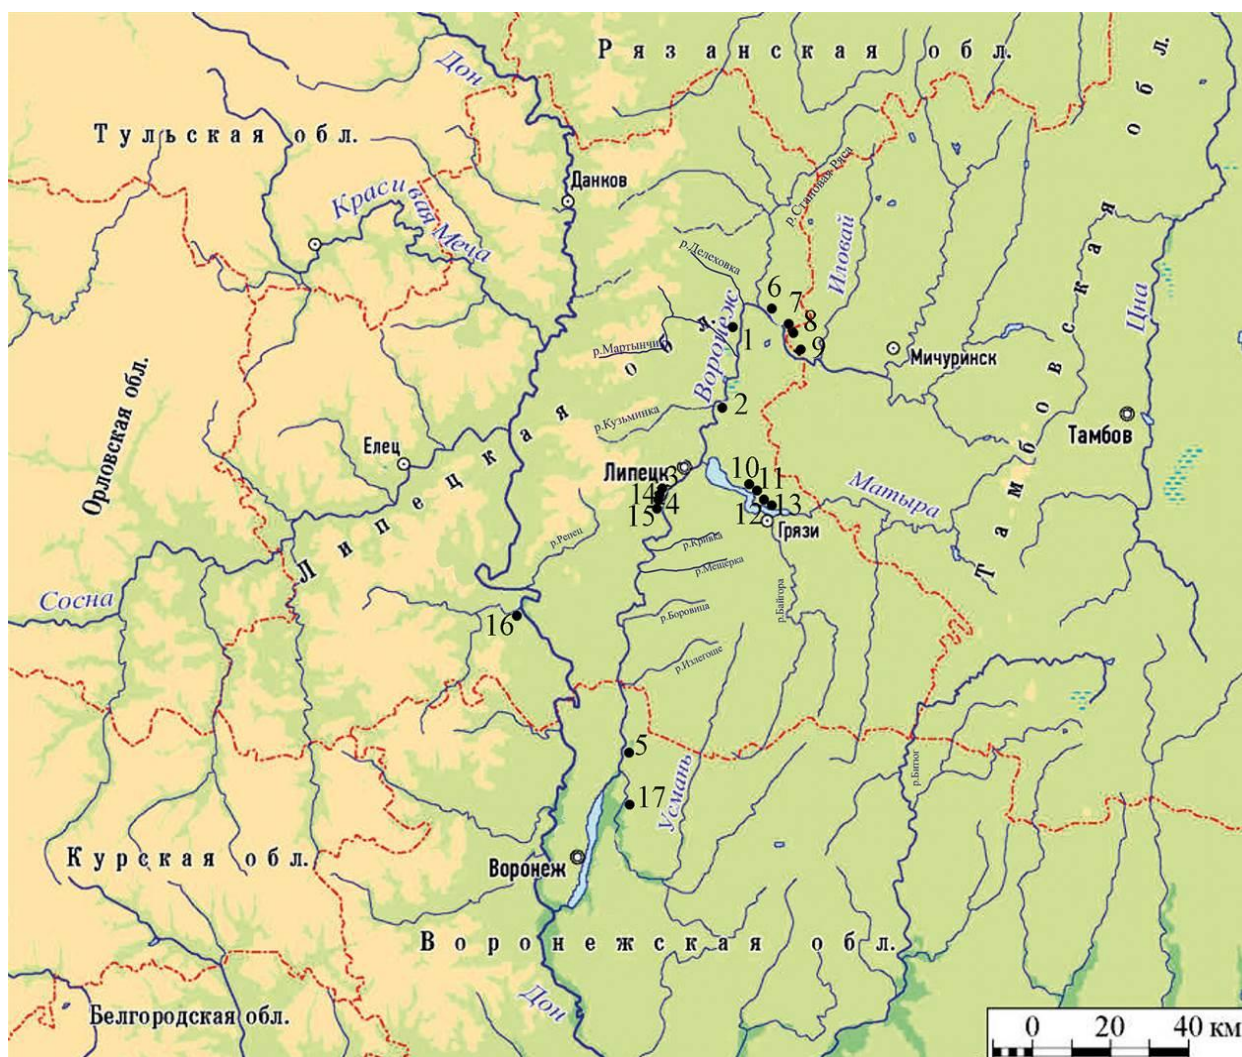 Рязанская обл.
Дон
Тульская обл.
обл.
Данков
р.Становая Ряса
Красивая Меча
Иловай
р.Делеховка
Цна
6
7
8
1
9
Воронеж
р.Мартынчик
Мичуринск
Орловская обл.
2
р.Кузьминка
Тамбов
Елец
Липецкая обл.
Липецк
3
10
11
14
4
13
Матыра
15
12
Грязи
Тамбовская
р.Репец
р.Кривка
р.Мещерка
р.Байгора
Сосна
р.Боровица
16
р.Излегоще
5
р.Битюг
Усмань
17
Курская обл.
Воронеж
Воронежская обл.
Дон
Белгородская обл.
0 20 40 км